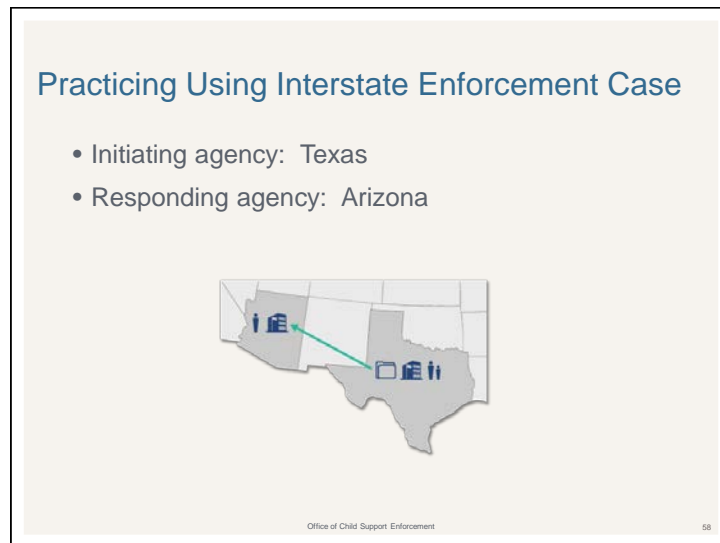 Practicing Using Interstate Enforcement Case
• Initiating agency: Texas
• Responding agency: Arizona
Office of Child Support Enforcement
58